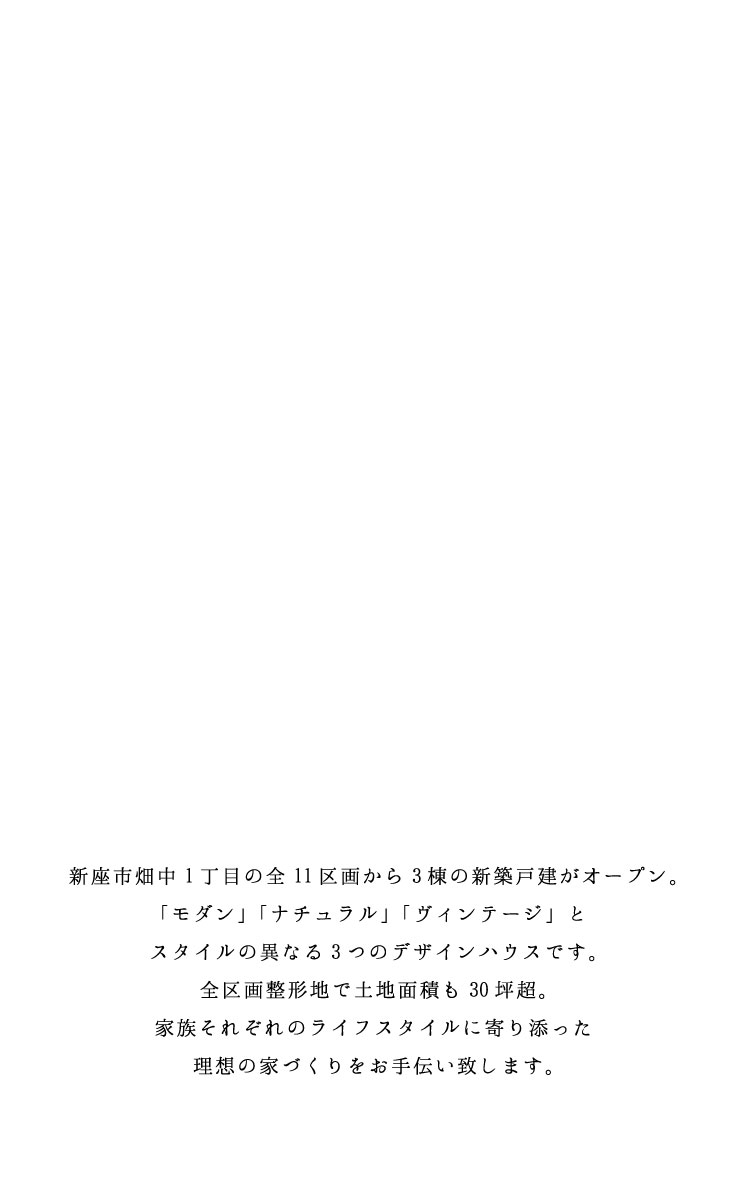 新座市畑中1丁目の全11区画から3棟の新築戸建がオープン。
「モダン」「ナチュラル」「ヴィンテージ」と
スタイルの異なる3つのデザインハウスです。
全区画整形地で土地面積も30坪超。
家族それぞれのライフスタイルに寄り添った
理想の家づくりをお手伝い致します。